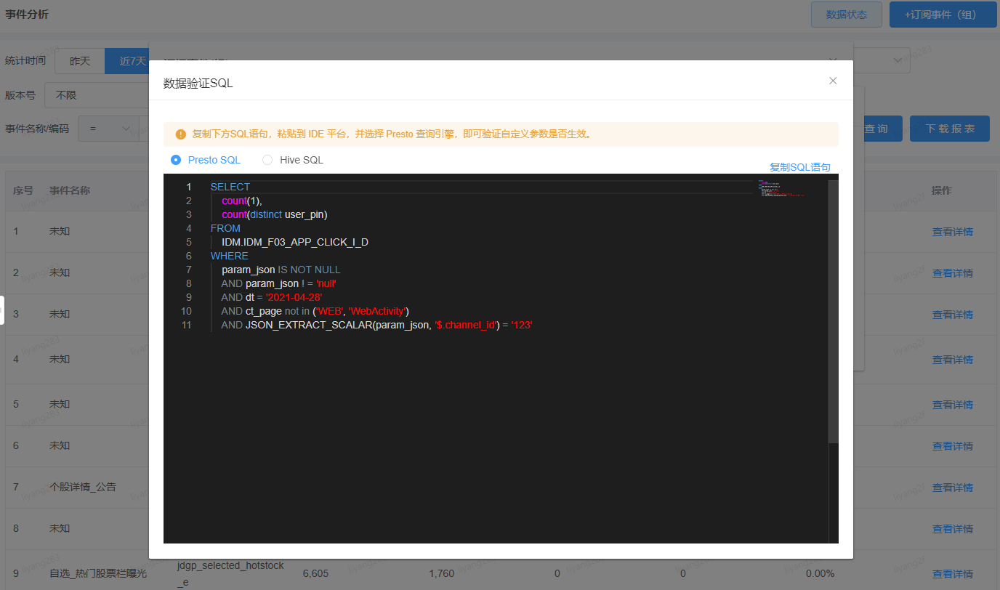 事件分析
数据状态
+订阅事件（组）
统计时间
昨天
近7天
版本号
不限
事件名称/编码
=
查 询
下 载 报 表
数据验证SQL
复制下方SQL语句，粘贴到 IDE 平台，并选择 Presto 查询引擎，即可验证自定义参数是否生效。
Presto SQL
Hive SQL
复制SQL语句
1 SELECT
2 count(1),
3 count(distinct user_pin)
4 FROM
5 IDM.IDM_F03_APP_CLICK_I_D
6 WHERE
7 param_json IS NOT NULL
8 AND param_json ! = 'null'
9 AND dt = '2021-04-28'
10 AND ct_page not in ('WEB', 'WebActivity')
11 AND JSON_EXTRACT_SCALAR(param_json, '$.channel_id') = '123'
序号 事件名称 操作
1 未知 查看详情
2 未知 查看详情
3 未知 查看详情
4 未知 查看详情
5 未知 查看详情
6 未知 查看详情
7 个股详情_公告 查看详情
8 未知 查看详情
9 自选_热门股票栏曝光 jdgp_selected_hotstock 6,605 1,760 0 0 0.00% 查看详情
_e
liyang283